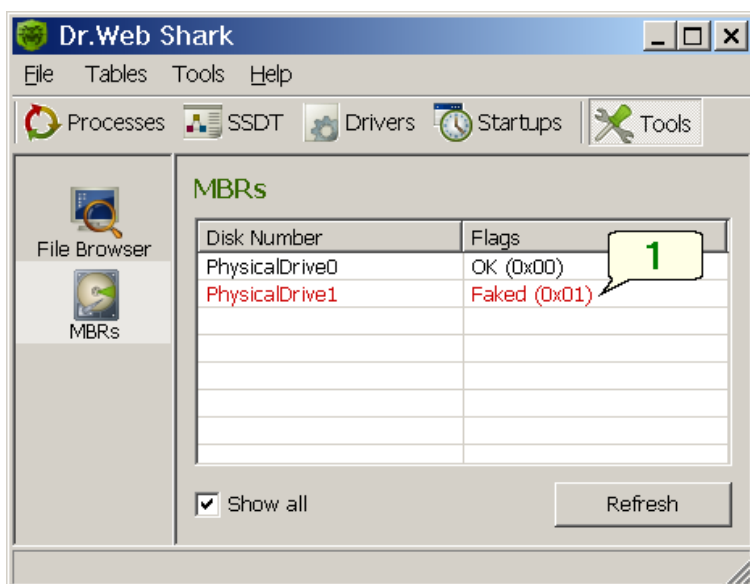 Dr.Web Shark
File Tables Tools Help
Processes SSDT Drivers Startups Tools
File Browser
MBRs
MBRs
Disk Number Flags
PhysicalDrive0 OK (0x00)
PhysicalDrive1 Faked (0x01)
1
Show all Refresh